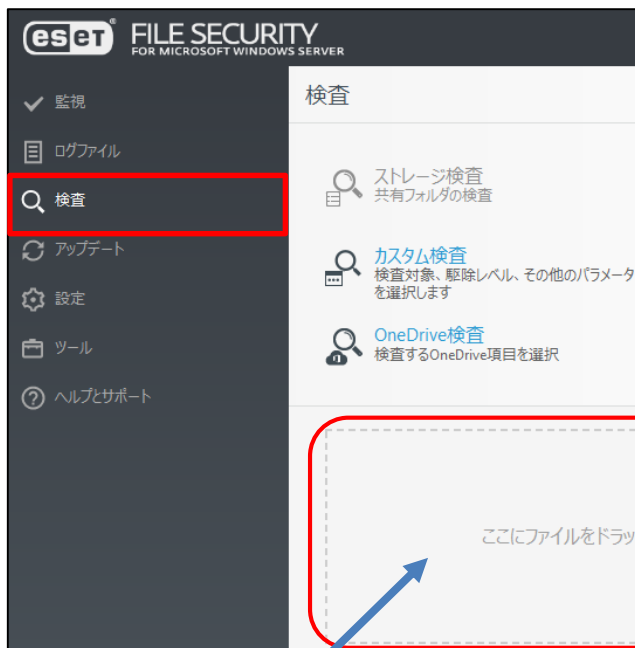 eseT FILE SECURITY
FOR MICROSOFT WINDOWS SERVER
監視
ログファイル
検査
アップデート
設定
ツール
ヘルプとサポート
検査
ストレージ検査
共有フォルダの検査
カスタム検査
検査対象、駆除レベル、その他のパラメータ
を選択します
OneDrive検査
検査するOneDrive項目を選択
ここにファイルをドラッ